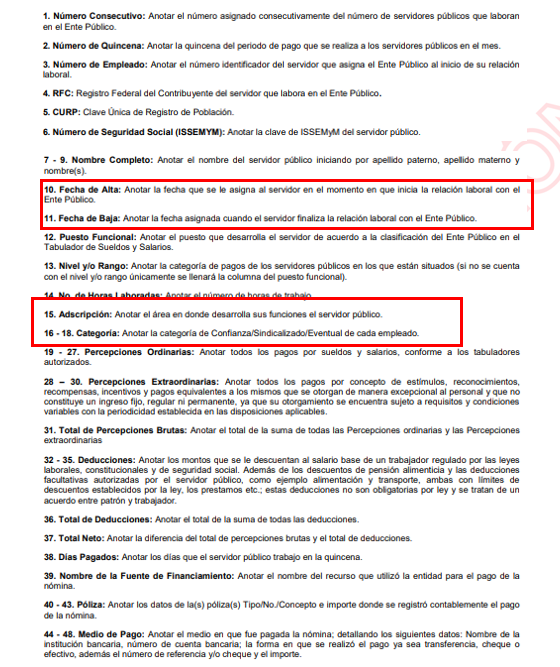 1. Número Consecutivo: Anotar el número asignado consecutivamente del número de servidores públicos que laboran
en el Ente Público.
2. Número de Quincena: Anotar la quincena del periodo de pago que se realiza a los servidores públicos en el mes.
3. Número de Empleado: Anotar el número identificador del servidor que asigna el Ente Público al inicio de su relación
laboral.
4. RFC: Registro Federal del Contribuyente del servidor que labora en el Ente Publico.
5. CURP: Clave Única de Registro de Población.
6. Número de Seguridad Social (ISSEMYM): Anotar la clave de ISSEMyM del servidor público.
7 - 9. Nombre Completo: Anotar el nombre del servidor público iniciando por apellido paterno, apellido materno y
nombre(s).
10. Fecha de Alta: Anotar la fecha que se le asigna al servidor en el momento en que inicia la relación laboral con el
Ente Público.
11. Fecha de Baja: Anotar la fecha asignada cuando el servidor finaliza la relación laboral con el Ente Público.
12. Puesto Funcional: Anotar el puesto que desarrolla el servidor de acuerdo a la clasificación del Ente Público en el
Tabulador de Sueldos y Salarios.
13. Nivel y/o Rango: Anotar la categoría de pagos de los servidores públicos en los que están situados (si no se cuenta
con el nivel y/o rango únicamente se llenará la columna del puesto funcional).
14. No. de Horas Laboradas: Anotar el número de horas de trabajo.
15. Adscripción: Anotar el área en donde desarrolla sus funciones el servidor público.
16 - 18. Categoría: Anotar la categoría de Confianza/Sindicalizado/Eventual de cada empleado.
19 - 27. Percepciones Ordinarias: Anotar todos los pagos por sueldos y salarios, conforme a los tabuladores
autorizados.
28 – 30. Percepciones Extraordinarias: Anotar todos los pagos por concepto de estímulos, reconocimientos,
recompensas, incentivos y pagos equivalentes a los mismos que se otorgan de manera excepcional al personal y que no
constituye un ingreso fijo, regular ni permanente, ya que su otorgamiento se encuentra sujeto a requisitos y condiciones
variables con la periodicidad establecida en las disposiciones aplicables.
31. Total de Percepciones Brutas: Anotar el total de la suma de todas las Percepciones ordinarias y las Percepciones
extraordinarias
32 - 35. Deducciones: Anotar los montos que se le descuentan al salario base de un trabajador regulado por las leyes
laborales, constitucionales y de seguridad social. Además de los descuentos de pensión alimenticia y las deducciones
facultativas autorizadas por el servidor público, como ejemplo alimentación y transporte, ambas con límites de
descuentos establecidos por la ley, los prestamos etc.; estas deducciones no son obligatorias por ley y se tratan de un
acuerdo entre patrón y trabajador.
36. Total de Deducciones: Anotar el total de la suma de todas las deducciones.
37. Total Neto: Anotar la diferencia del total de percepciones brutas y el total de deducciones.
38. Días Pagados: Anotar los días que el servidor público trabajo en la quincena.
39. Nombre de la Fuente de Financiamiento: Anotar el nombre del recurso que utilizó la entidad para el pago de la
nómina.
40 - 43. Póliza: Anotar los datos de la(s) póliza(s) Tipo/No./Concepto e importe donde se registró contablemente el pago
de la nómina.
44 - 48. Medio de Pago: Anotar el medio en que fue pagada la nómina; detallando los siguientes datos: Nombre de la
institución bancaria, número de cuenta bancaria; la forma en que se realizó el pago ya sea transferencia, cheque o
efectivo, además el número de referencia y/o cheque y el importe.